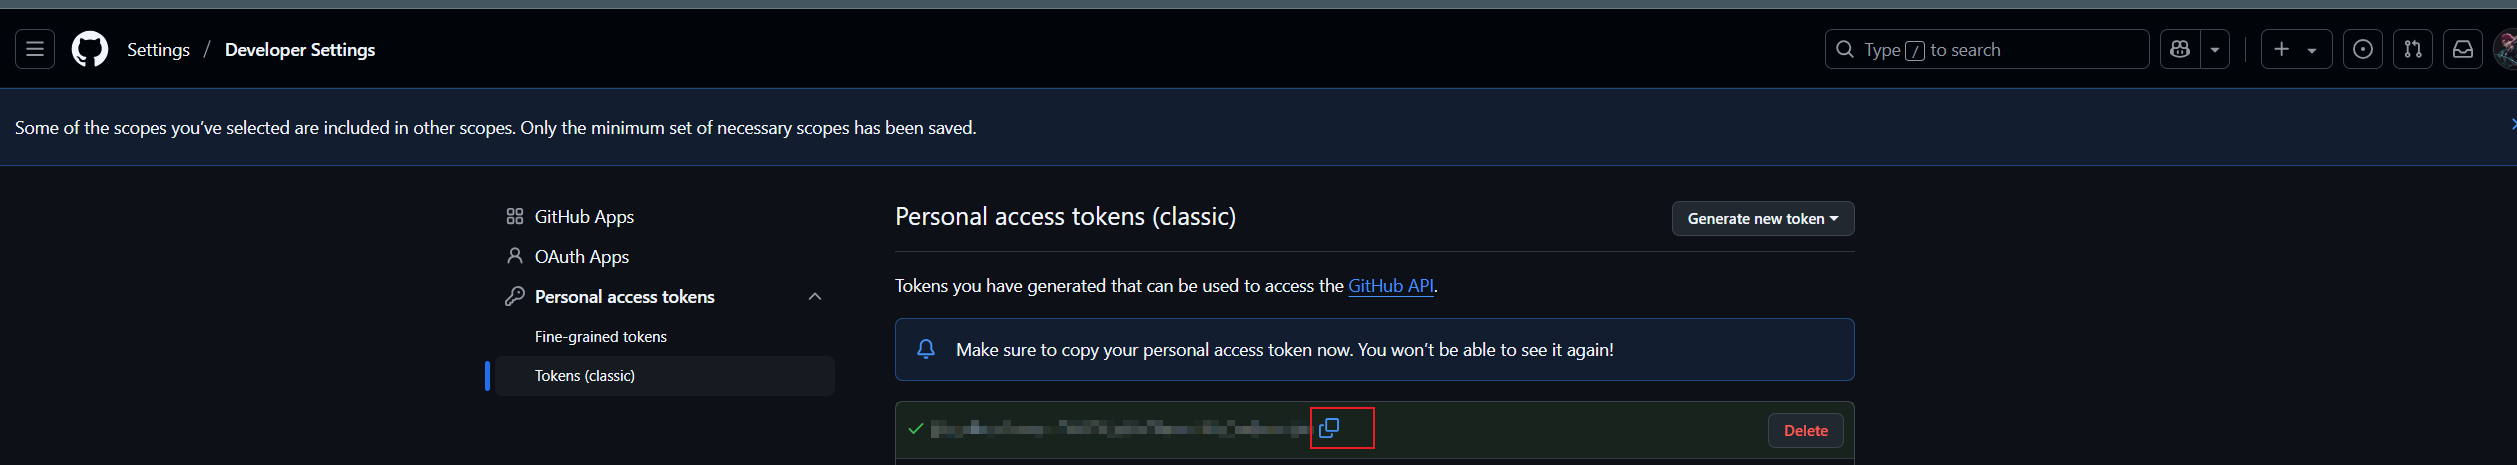 Settings / Developer Settings
Type / to search
Some of the scopes you’ve selected are included in other scopes. Only the minimum set of necessary scopes has been saved.
GitHub Apps
OAuth Apps
Personal access tokens
Fine-grained tokens
Tokens (classic)
Personal access tokens (classic)
Generate new token
Tokens you have generated that can be used to access the GitHub API.
Make sure to copy your personal access token now. You won’t be able to see it again!
Delete